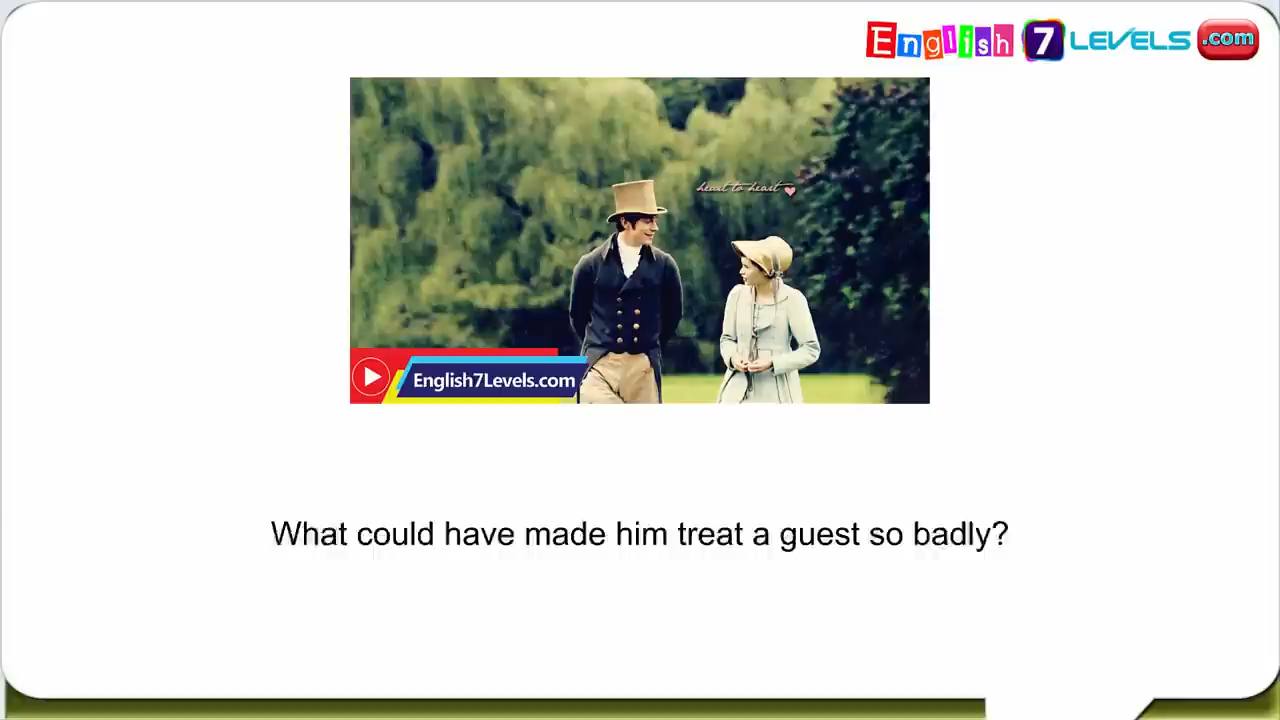 English 7 LEVELS .com
heart to heart
English7Levels.com
What could have made him treat a guest so badly?